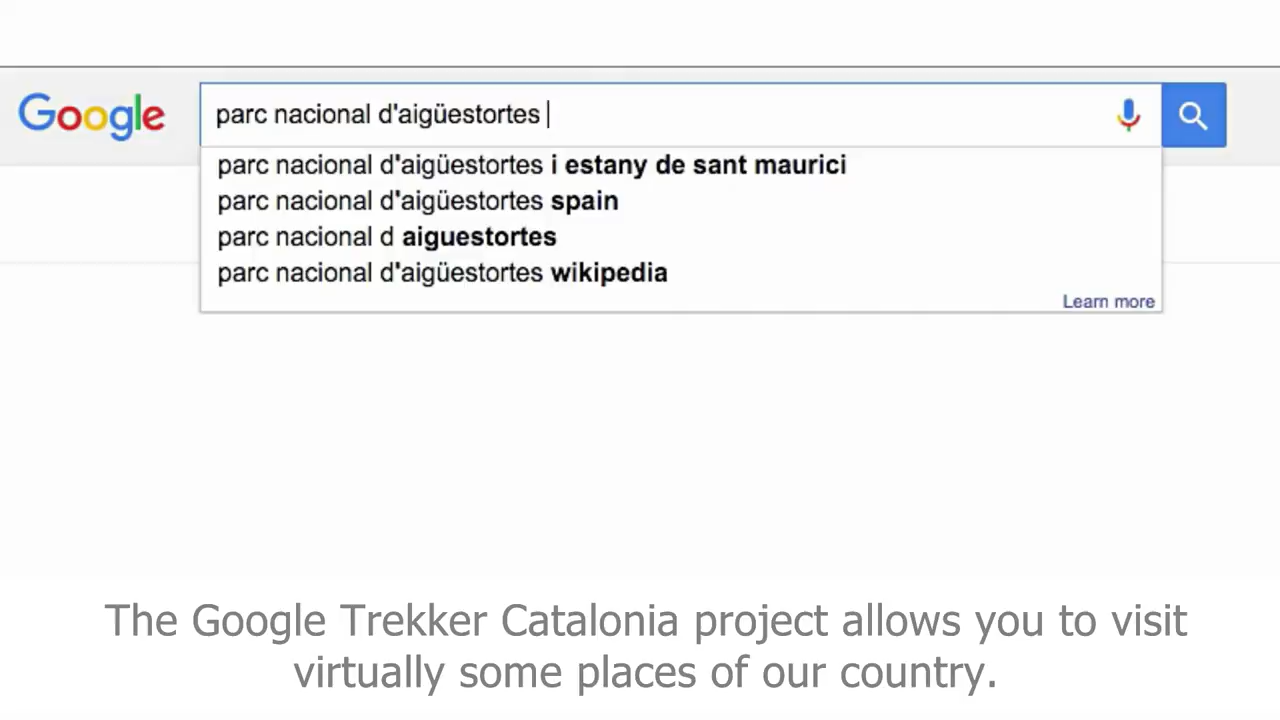 Google
parc nacional d'aigüestortes
parc nacional d'aigüestortes i estany de sant maurici
parc nacional d'aigüestortes spain
parc nacional d aiguestortes
parc nacional d'aigüestortes wikipedia
Learn more
The Google Trekker Catalonia project allows you to visit
virtually some places of our country.